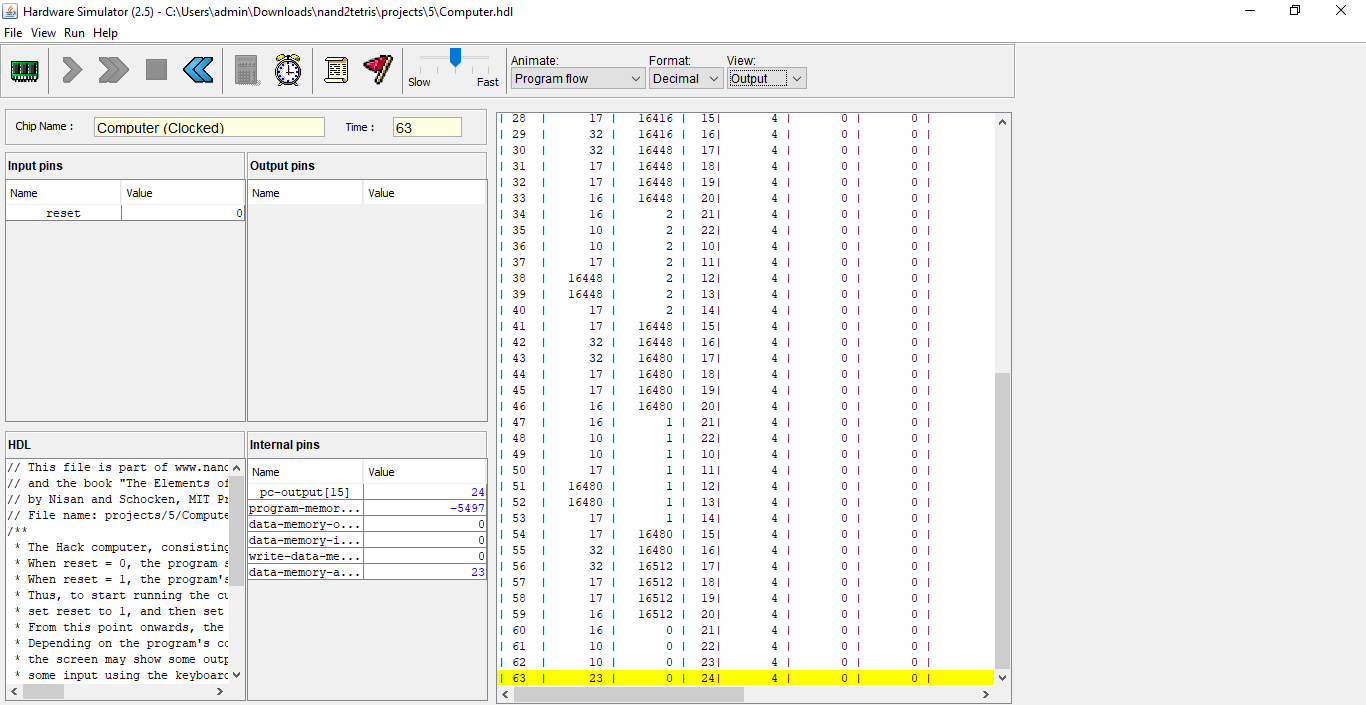 Hardware Simulator (2.5) - C:\Users\admin\Downloads\nand2tetris\projects\5\Computer.hdl
File View Run Help
Animate: Format: View:
Slow Fast Program flow Decimal Output
Chip Name : Computer (Clocked) Time : 63
Input pins
Name Value
reset 0
Output pins
Name Value
HDL
// This file is part of www.nand
// and the book "The Elements of
// by Nisan and Schocken, MIT Pr
// File name: projects/5/Compute
/**
* The Hack computer, consisting
* When reset = 0, the program s
* When reset = 1, the program's
* Thus, to start running the cu
* set reset to 1, and then set
* From this point onwards, the
* Depending on the program's co
* the screen may show some outp
* some input using the keyboard
Internal pins
Name Value
pc-output[15] 24
program-memor... -5497
data-memory-o... 0
data-memory-i... 0
write-data-me... 0
data-memory-a... 23
| 28 | 17 | 16416 | 15| 4 | 0 | 0 |
| 29 | 32 | 16416 | 16| 4 | 0 | 0 |
| 30 | 32 | 16448 | 17| 4 | 0 | 0 |
| 31 | 17 | 16448 | 18| 4 | 0 | 0 |
| 32 | 17 | 16448 | 19| 4 | 0 | 0 |
| 33 | 16 | 16448 | 20| 4 | 0 | 0 |
| 34 | 16 | 2 | 21| 4 | 0 | 0 |
| 35 | 10 | 2 | 22| 4 | 0 | 0 |
| 36 | 10 | 2 | 10| 4 | 0 | 0 |
| 37 | 17 | 2 | 11| 4 | 0 | 0 |
| 38 | 16448 | 2 | 12| 4 | 0 | 0 |
| 39 | 16448 | 2 | 13| 4 | 0 | 0 |
| 40 | 17 | 2 | 14| 4 | 0 | 0 |
| 41 | 17 | 16448 | 15| 4 | 0 | 0 |
| 42 | 32 | 16448 | 16| 4 | 0 | 0 |
| 43 | 32 | 16480 | 17| 4 | 0 | 0 |
| 44 | 17 | 16480 | 18| 4 | 0 | 0 |
| 45 | 17 | 16480 | 19| 4 | 0 | 0 |
| 46 | 16 | 16480 | 20| 4 | 0 | 0 |
| 47 | 16 | 1 | 21| 4 | 0 | 0 |
| 48 | 10 | 1 | 22| 4 | 0 | 0 |
| 49 | 10 | 1 | 10| 4 | 0 | 0 |
| 50 | 17 | 1 | 11| 4 | 0 | 0 |
| 51 | 16480 | 1 | 12| 4 | 0 | 0 |
| 52 | 16480 | 1 | 13| 4 | 0 | 0 |
| 53 | 17 | 1 | 14| 4 | 0 | 0 |
| 54 | 17 | 16480 | 15| 4 | 0 | 0 |
| 55 | 32 | 16480 | 16| 4 | 0 | 0 |
| 56 | 32 | 16512 | 17| 4 | 0 | 0 |
| 57 | 17 | 16512 | 18| 4 | 0 | 0 |
| 58 | 17 | 16512 | 19| 4 | 0 | 0 |
| 59 | 16 | 16512 | 20| 4 | 0 | 0 |
| 60 | 16 | 0 | 21| 4 | 0 | 0 |
| 61 | 10 | 0 | 22| 4 | 0 | 0 |
| 62 | 10 | 0 | 23| 4 | 0 | 0 |
| 63 | 23 | 0 | 24| 4 | 0 | 0 |